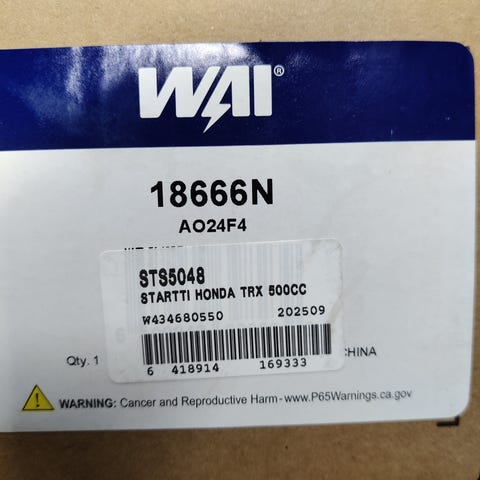 WAI®
18666N
AO24F4
STS5048
STARTTI HONDA TRX 500CC
W434680550 202509
6 418914 169333
Qty. 1 CHINA
WARNING: Cancer and Reproductive Harm - www.P65Warnings.ca.gov